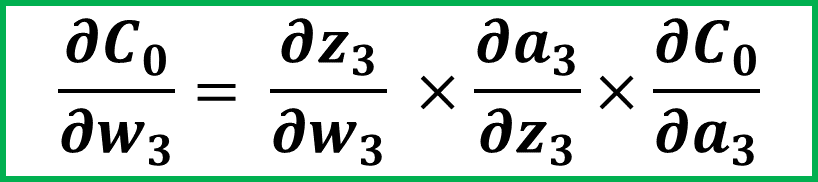 ∂C₀/∂w₃ = ∂z₃/∂w₃ × ∂a₃/∂z₃ × ∂C₀/∂a₃